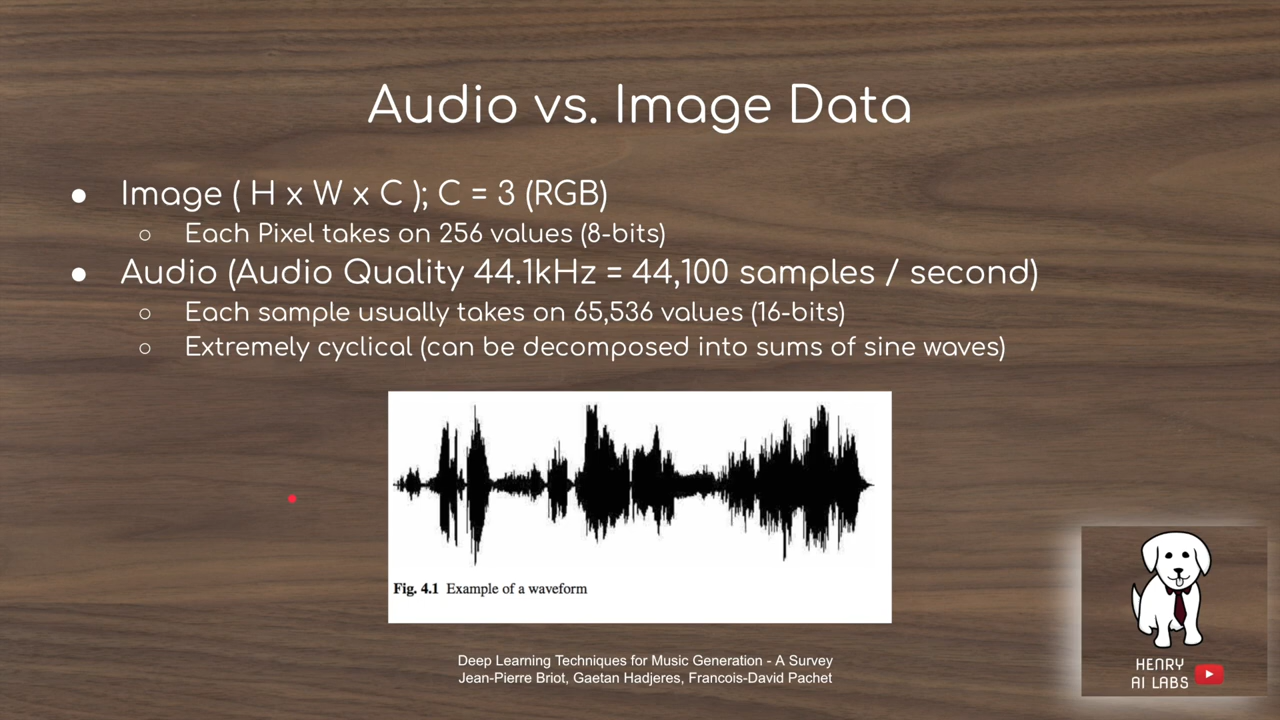 Audio vs. Image Data
● Image ( H x W x C ); C = 3 (RGB)
○ Each Pixel takes on 256 values (8-bits)
● Audio (Audio Quality 44.1kHz = 44,100 samples / second)
○ Each sample usually takes on 65,536 values (16-bits)
○ Extremely cyclical (can be decomposed into sums of sine waves)
Fig. 4.1 Example of a waveform
Deep Learning Techniques for Music Generation - A Survey
Jean-Pierre Briot, Gaetan Hadjeres, Francois-David Pachet
HENRY
AI LABS